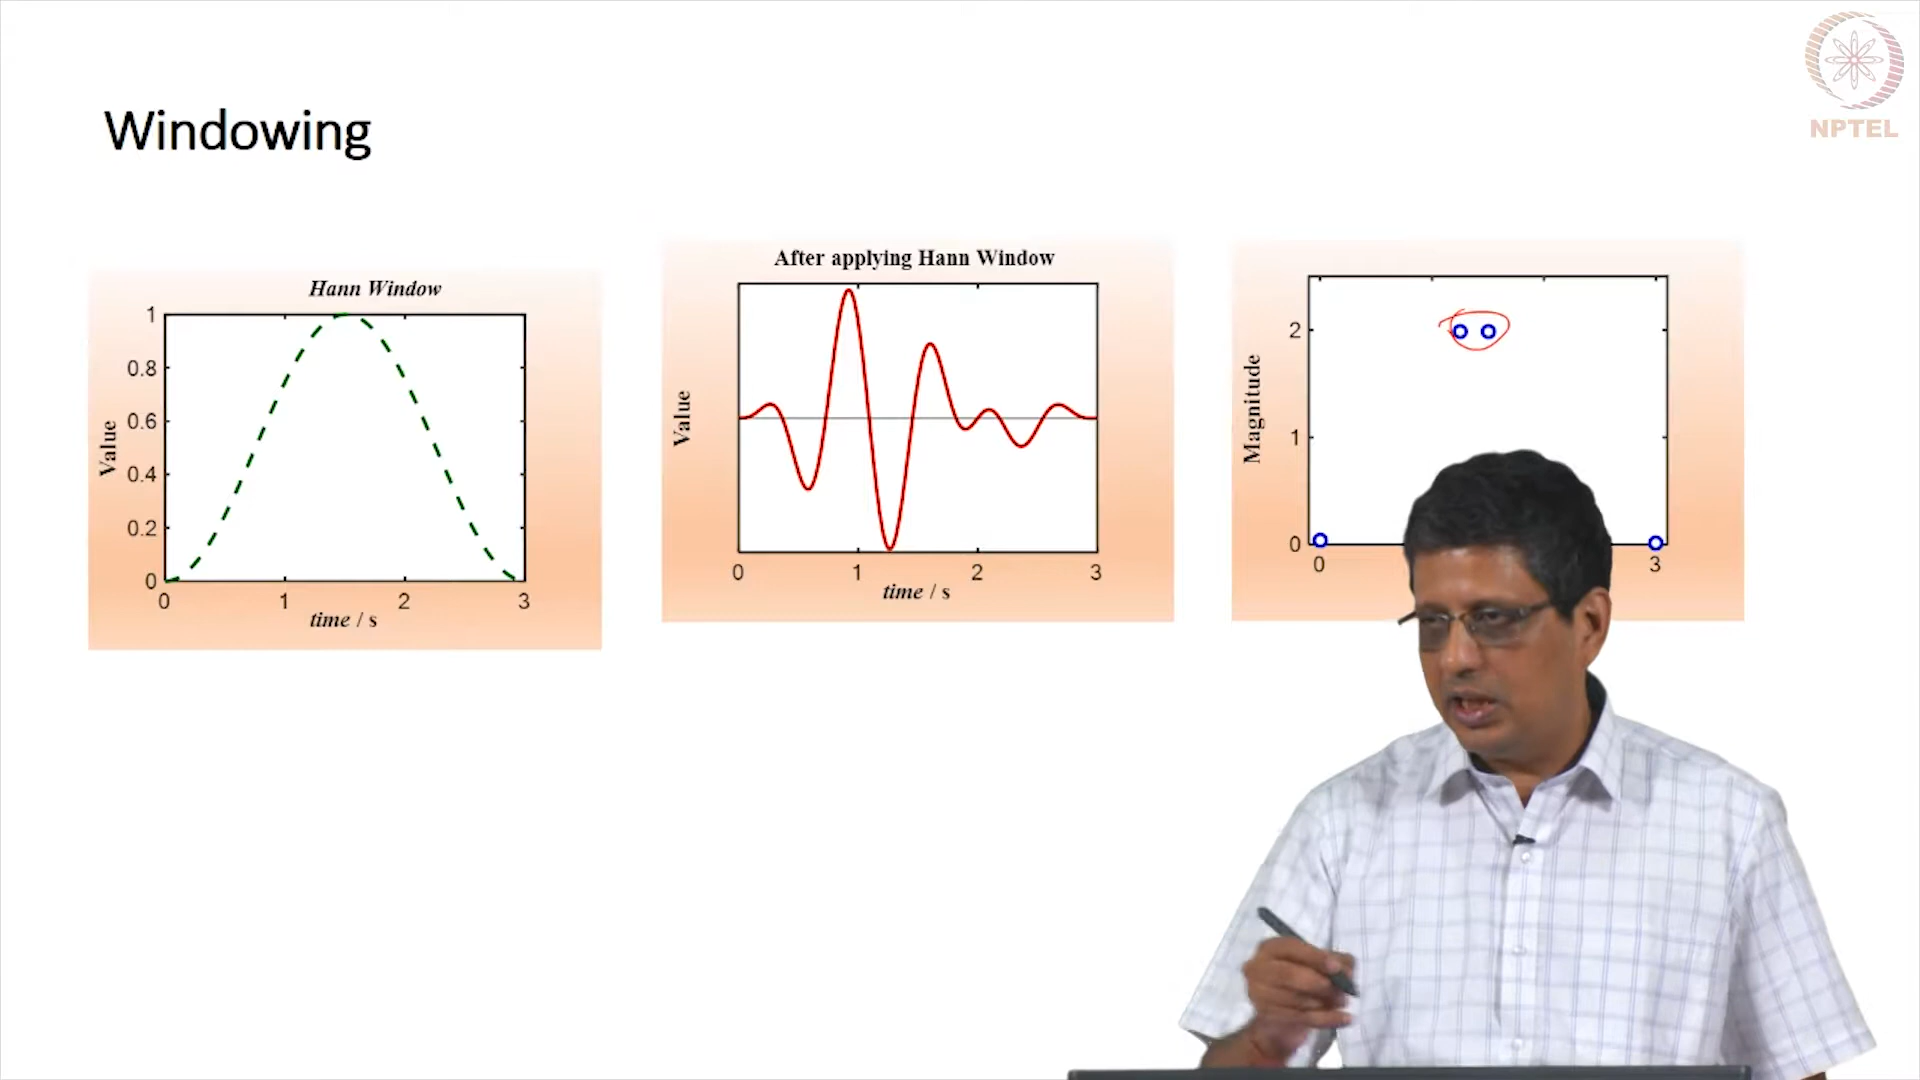 NPTEL
Windowing
Hann Window
1
0.8
0.6
0.4
0.2
0
Value
0
1
2
3
time / s
After applying Hann Window
Value
0
1
2
3
time / s
2
1
0
Magnitude
0
3